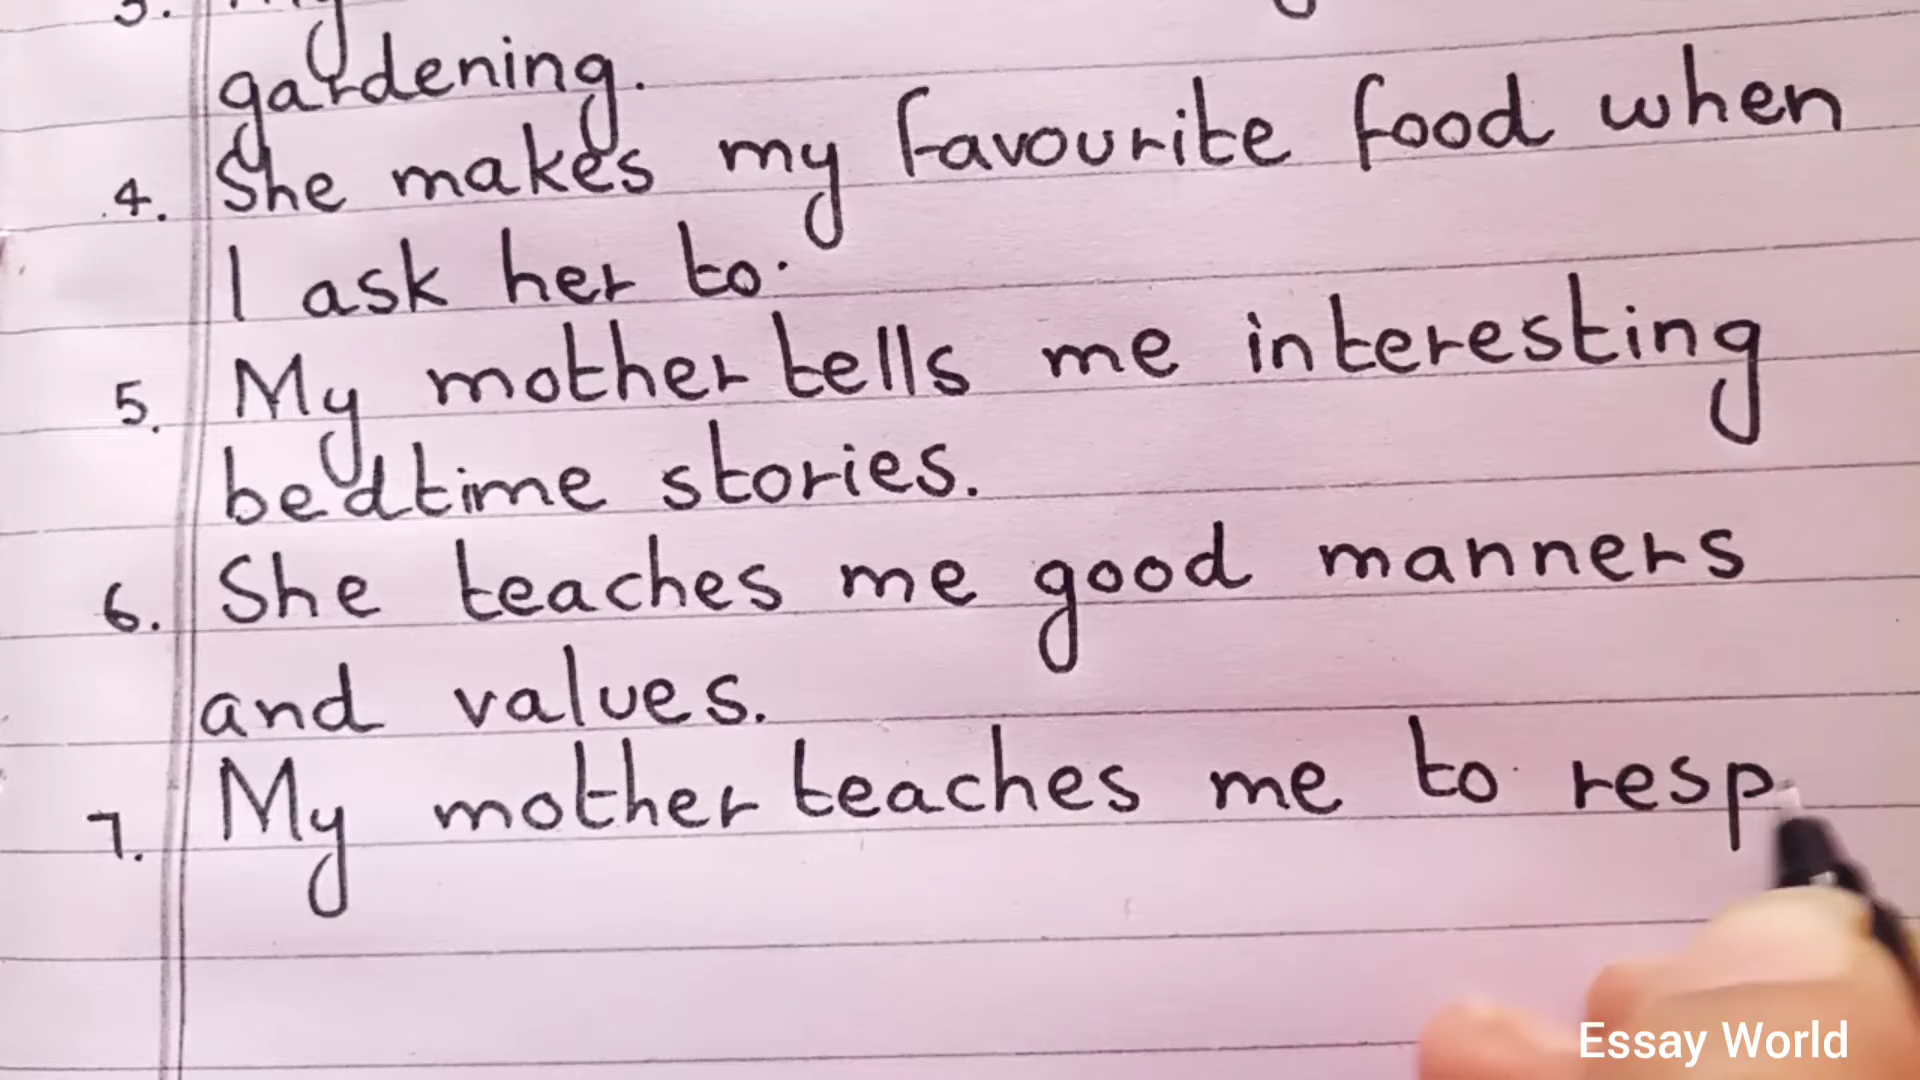 gardening.
4. She makes my favourite food when
I ask her to.
5. My mother tells me interesting
bedtime stories.
6. She teaches me good manners
and values.
7. My mother teaches me to resp
Essay World